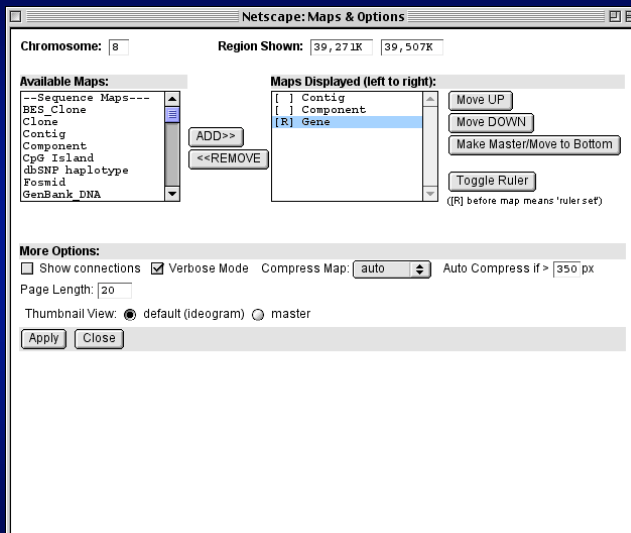 Netscape: Maps & Options
Chromosome: 8 Region Shown: 39,271K 39,507K
Available Maps: Maps Displayed (left to right):
--Sequence Maps---
BES_Clone
Clone
Contig
Component
CpG Island
dbSNP haplotype
Fosmid
GenBank_DNA
ADD>>
<<REMOVE
[ ] Contig
[ ] Component
[R] Gene
Move UP
Move DOWN
Make Master/Move to Bottom
Toggle Ruler
([R] before map means 'ruler set')
More Options:
Show connections Verbose Mode Compress Map: auto Auto Compress if > 350 px
Page Length: 20
Thumbnail View: default (ideogram) master
Apply Close